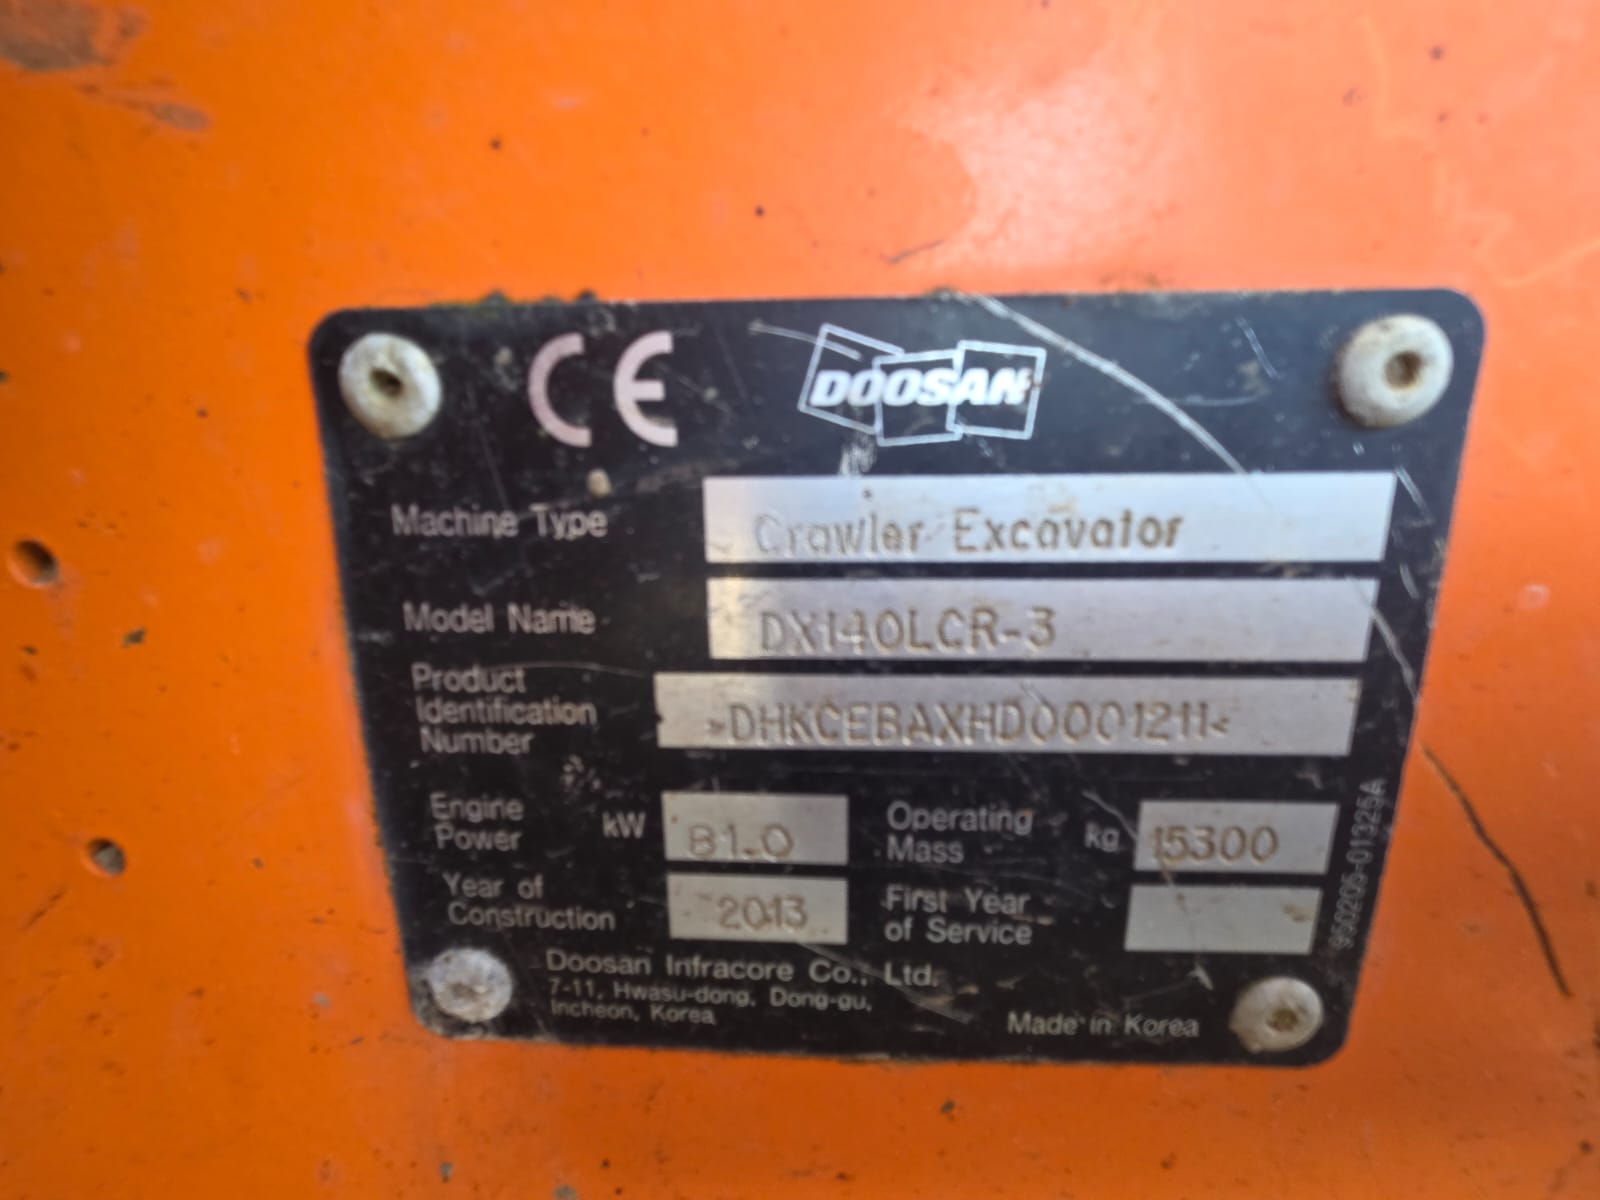 CE DOOSAN
Machine Type Crawler Excavator
Model Name DX140LCR-3
Product
Identification
Number >DHKCEBAXHD0001211<
Engine
Power kW 81.0
Operating
Mass kg 15300
Year of
Construction 2013
First Year
of Service
Doosan Infracore Co., Ltd.
7-11, Hwasu-dong, Dong-gu,
Incheon, Korea
Made in Korea
950205-01325A